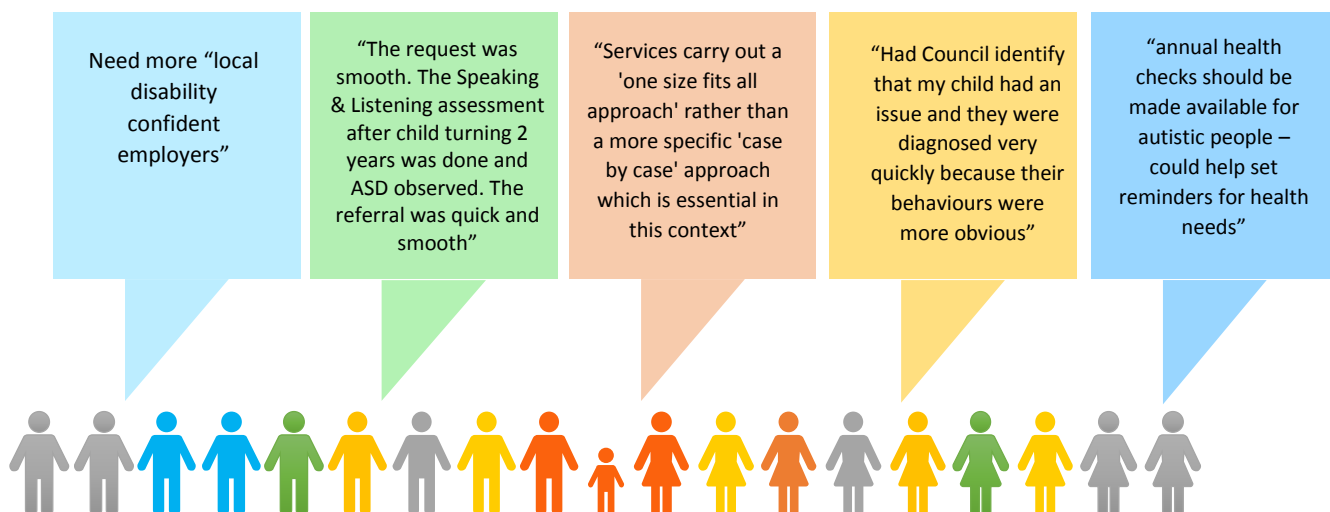 Need more “local
disability
confident
employers”
“The request was
smooth. The Speaking
& Listening assessment
after child turning 2
years was done and
ASD observed. The
referral was quick and
smooth”
“Services carry out a
'one size fits all
approach' rather than
a more specific 'case
by case' approach
which is essential in
this context”
“Had Council identify
that my child had an
issue and they were
diagnosed very
quickly because their
behaviours were
more obvious”
“annual health
checks should be
made available for
autistic people –
could help set
reminders for health
needs”